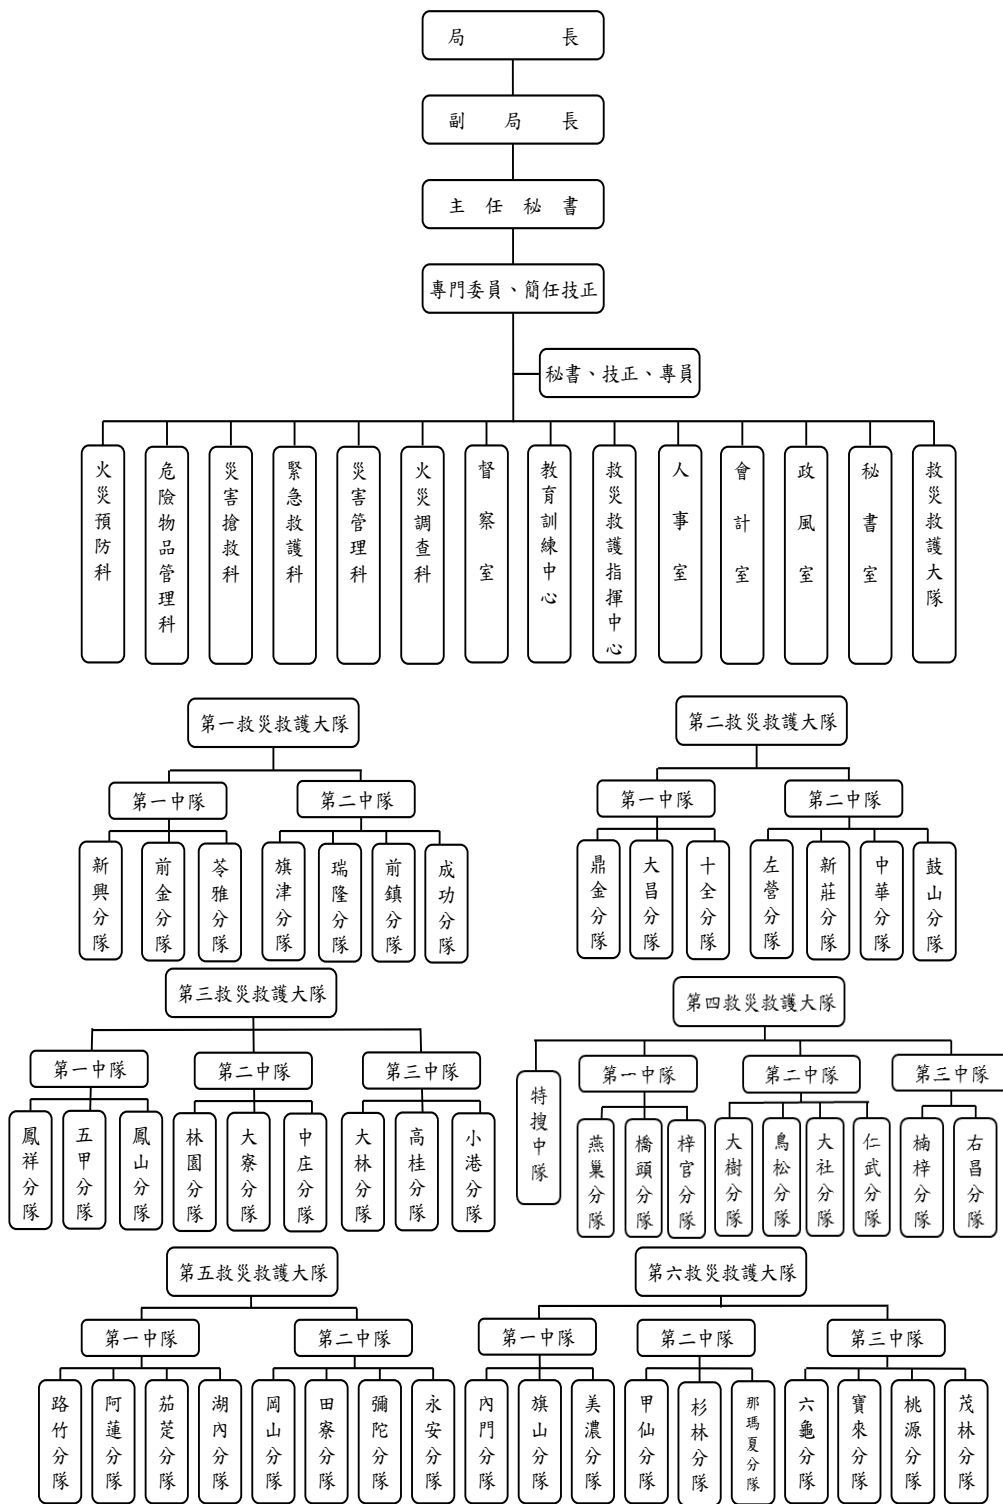 局長
副局長
主任秘書
專門委員、簡任技正
秘書、技正、專員
火災預防科
危險物品管理科
災害搶救科
緊急救護科
災害管理科
火災調查科
督察室
教育訓練中心
救災救護指揮中心
人事室
會計室
政風室
秘書室
救災救護大隊
第一救災救護大隊
第一中隊
第二中隊
新興分隊
前金分隊
苓雅分隊
旗津分隊
瑞隆分隊
前鎮分隊
成功分隊
第二救災救護大隊
第一中隊
第二中隊
鼎金分隊
大昌分隊
十全分隊
左營分隊
新莊分隊
中華分隊
鼓山分隊
第三救災救護大隊
第一中隊
第二中隊
第三中隊
鳳祥分隊
五甲分隊
鳳山分隊
林園分隊
大寮分隊
中庄分隊
大林分隊
高桂分隊
小港分隊
第四救災救護大隊
特搜中隊
第一中隊
第二中隊
第三中隊
燕巢分隊
橋頭分隊
梓官分隊
大樹分隊
鳥松分隊
大社分隊
仁武分隊
楠梓分隊
右昌分隊
第五救災救護大隊
第一中隊
第二中隊
路竹分隊
阿蓮分隊
茄萣分隊
湖內分隊
岡山分隊
田寮分隊
彌陀分隊
永安分隊
第六救災救護大隊
第一中隊
第二中隊
第三中隊
內門分隊
旗山分隊
美濃分隊
甲仙分隊
杉林分隊
那瑪夏分隊
六龜分隊
寶來分隊
桃源分隊
茂林分隊